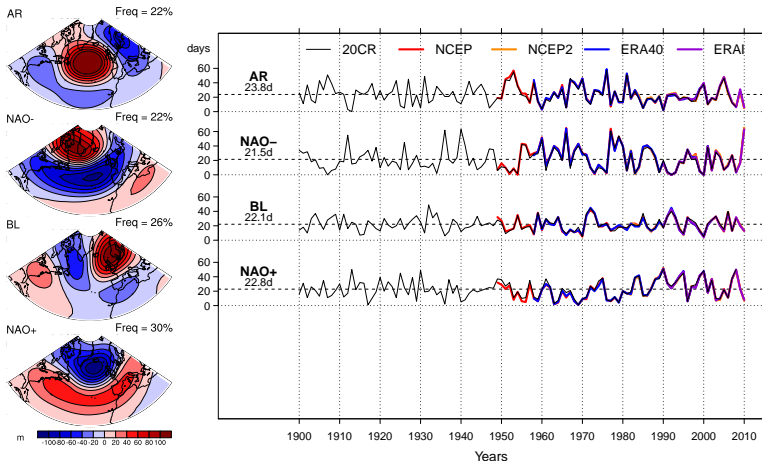 AR Freq = 22%
NAO- Freq = 22%
BL Freq = 26%
NAO+ Freq = 30%
m -100 -80 -60 -40 -20 0 20 40 60 80 100
days
20CR NCEP NCEP2 ERA40 ERAI
60
40
20
0
AR
23.8d
60
40
20
0
NAO−
21.5d
60
40
20
0
BL
22.1d
60
40
20
0
NAO+
22.8d
1900 1910 1920 1930 1940 1950 1960 1970 1980 1990 2000 2010
Years